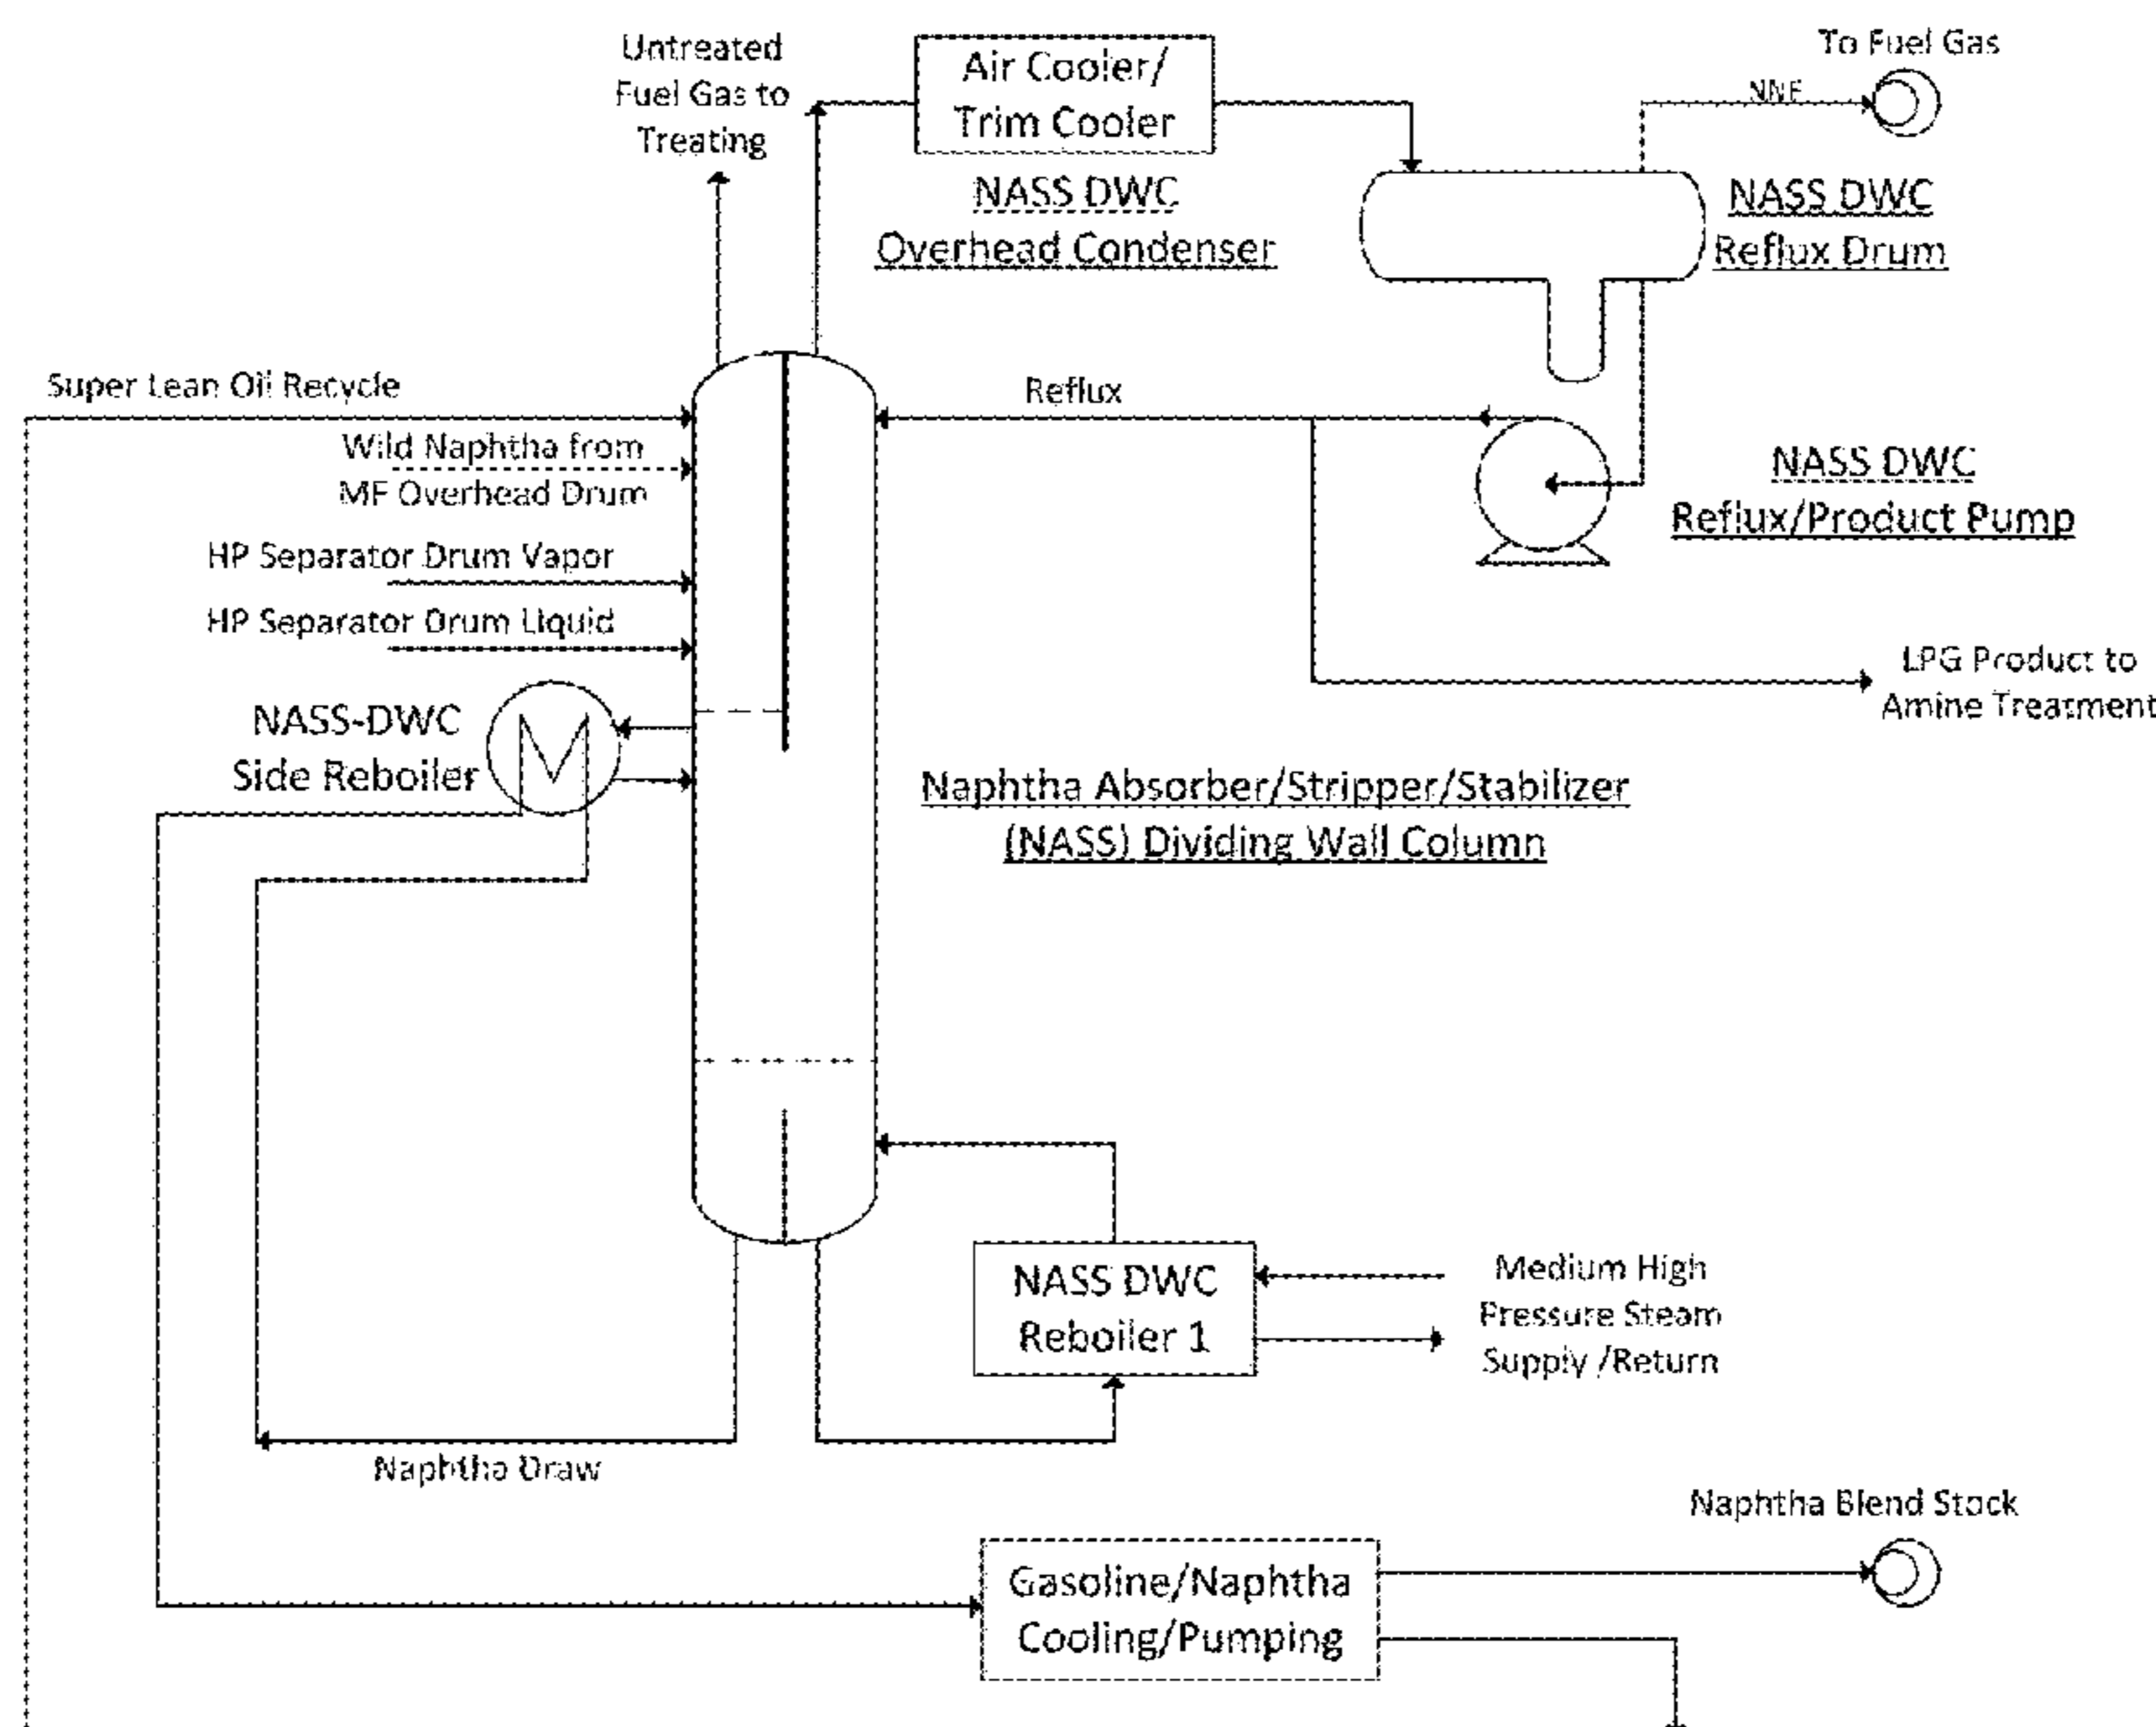 Untreated
Fuel Gas to
Treating
Air Cooler/
Trim Cooler
NASS DWC
Overhead Condenser
To Fuel Gas
NNF
NASS DWC
Reflux Drum
Super Lean Oil Recycle
Wild Naphtha from
MF Overhead Drum
HP Separator Drum Vapor
HP Separator Drum Liquid
Reflux
NASS DWC
Reflux/Product Pump
LPG Product to
Amine Treatment
NASS-DWC
Side Reboiler
Naphtha Absorber/Stripper/Stabilizer
(NASS) Dividing Wall Column
NASS DWC
Reboiler 1
Medium High
Pressure Steam
Supply /Return
Naphtha Draw
Naphtha Blend Stock
Gasoline/Naphtha
Cooling/Pumping